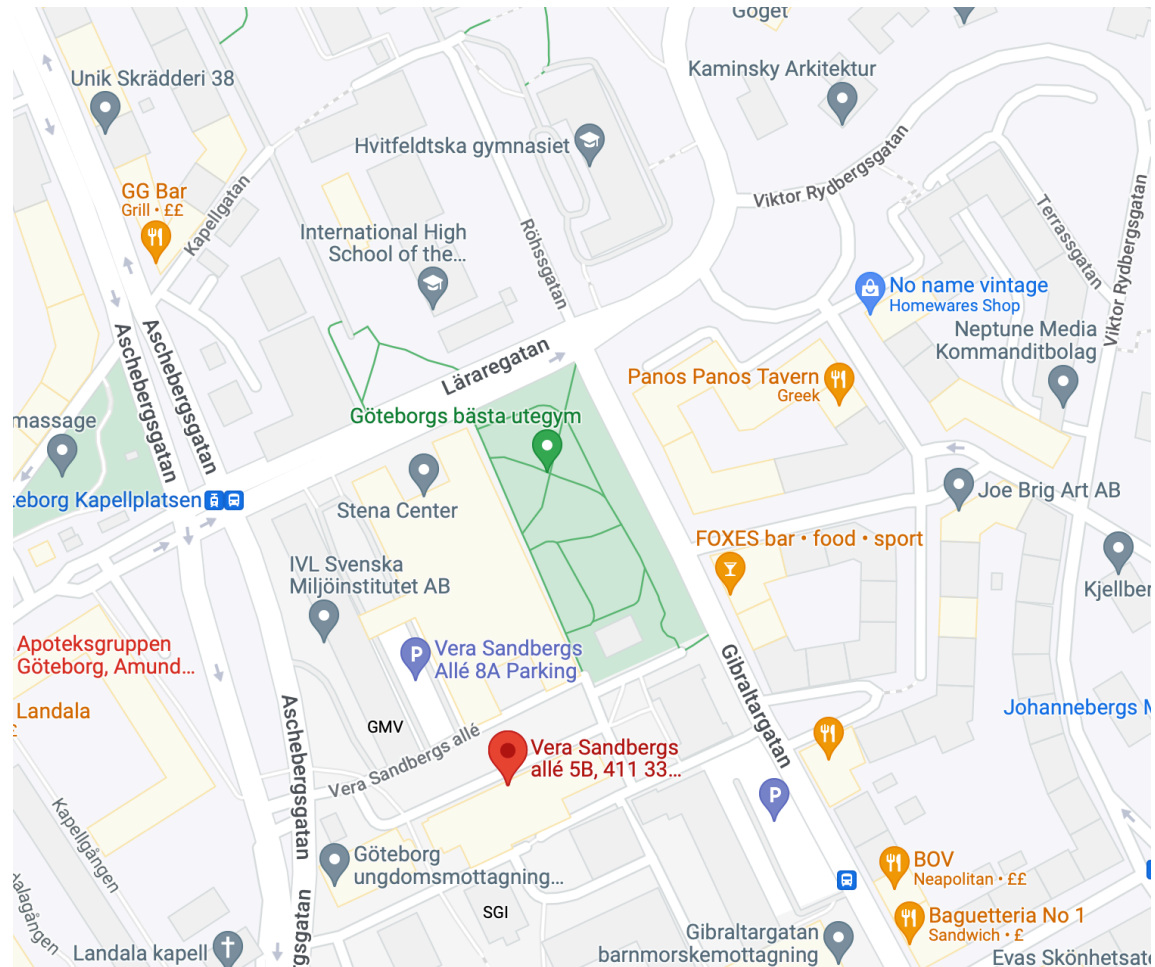 Göget
Unik Skrädderi 38
Kaminsky Arkitektur
Hvitfeldtska gymnasiet
Viktor Rydbergsgatan
GG Bar
Grill • ££
Kapellgatan
International High
School of the...
Röhssgatan
Terrassgatan
Viktor Rydbergsgatan
No name vintage
Homewares Shop
Neptune Media
Kommanditbolag
Aschebergsgatan
Aschebergsgatan
Läraregatan
Panos Panos Tavern
Greek
massage
Göteborgs bästa utegym
teborg Kapellplatsen
Stena Center
Joe Brig Art AB
FOXES bar • food • sport
IVL Svenska
Miljöinstitutet AB
Kjellber
Apoteksgruppen
Göteborg, Amund...
P
Vera Sandbergs
Allé 8A Parking
Gibraltargatan
Landala
£
Aschebergsgatan
GMV
Johannebergs M
Vera Sandbergs allé
Vera Sandbergs
allé 5B, 411 33...
P
Kapellgången
Göteborg
ungdomsmottagning...
BOV
Neapolitan • ££
alagången
gsgatan
SGI
Baguetteria No 1
Sandwich • £
Landala kapell
Gibraltargatan
barnmorskemottagning
Evas Skönhetsate